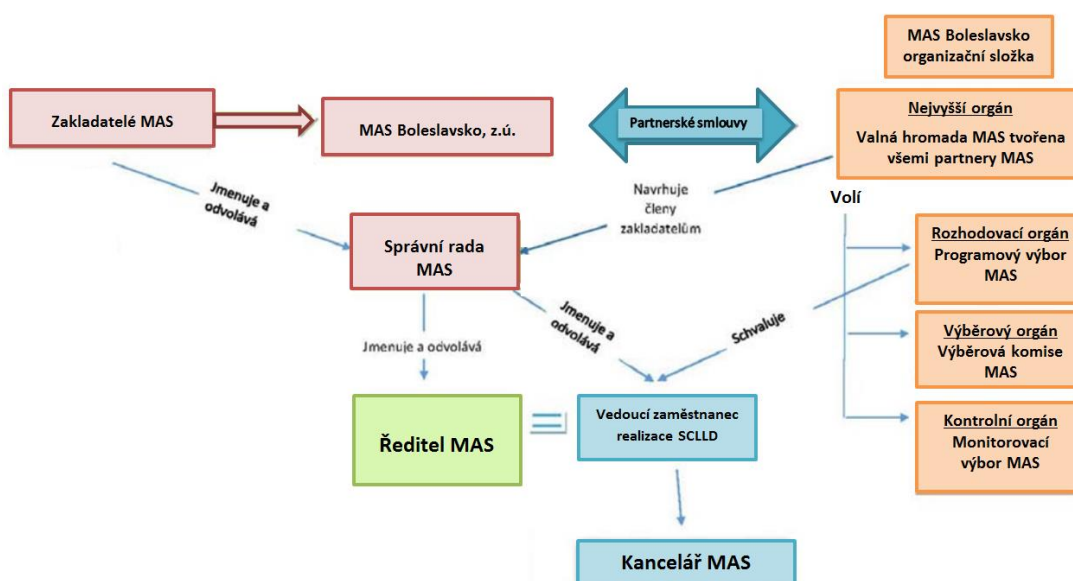 MAS Boleslavsko
organizační složka
Zakladatelé MAS
MAS Boleslavsko, z.ú.
Partnerské smlouvy
Nejvyšší orgán
Valná hromada MAS tvořena
všemi partnery MAS
Jmenuje a
odvolává
Navrhuje
členy
zakladatelům
Volí
Správní rada
MAS
Rozhodovací orgán
Programový výbor
MAS
Jmenuje a odvolává
Jmenuje a
odvolává
Schvaluje
Výběrový orgán
Výběrová komise
MAS
Ředitel MAS
Vedoucí zaměstnanec
realizace SCLLD
Kontrolní orgán
Monitorovací
výbor MAS
Kancelář MAS